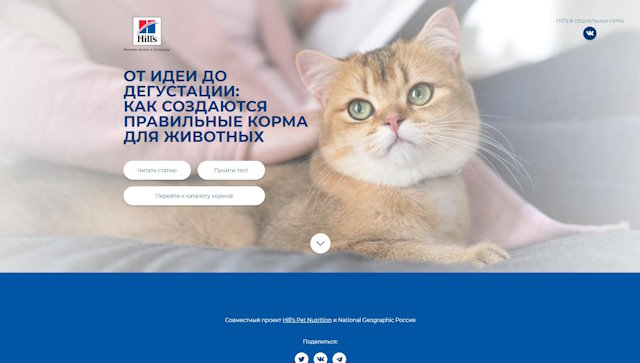 Hill's в социальных сетях
Hill's
Меняем жизнь к лучшему!
ОТ ИДЕИ ДО
ДЕГУСТАЦИИ:
КАК СОЗДАЮТСЯ
ПРАВИЛЬНЫЕ КОРМА
ДЛЯ ЖИВОТНЫХ
Читать статью
Пройти тест
Перейти к каталогу кормов
Совместный проект Hill's Pet Nutrition и National Geographic Россия
Поделиться: